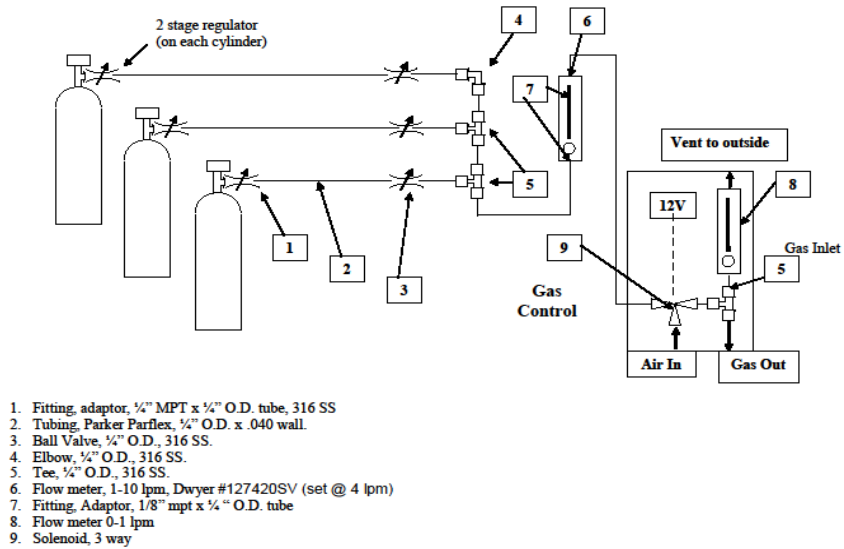 2 stage regulator
(on each cylinder)
4
6
7
Vent to outside
5
8
12V
1
9
Gas Inlet
2
5
3
Gas
Control
Air In
Gas Out
1. Fitting, adaptor, ¼” MPT x ¼” O.D. tube, 316 SS
2. Tubing, Parker Parflex, ¼” O.D. x .040 wall.
3. Ball Valve, ¼” O.D., 316 SS.
4. Elbow, ¼” O.D., 316 SS.
5. Tee, ¼” O.D., 316 SS.
6. Flow meter, 1-10 lpm, Dwyer #127420SV (set @ 4 lpm)
7. Fitting, Adaptor, 1/8” mpt x ¼ “ O.D. tube
8. Flow meter 0-1 lpm
9. Solenoid, 3 way